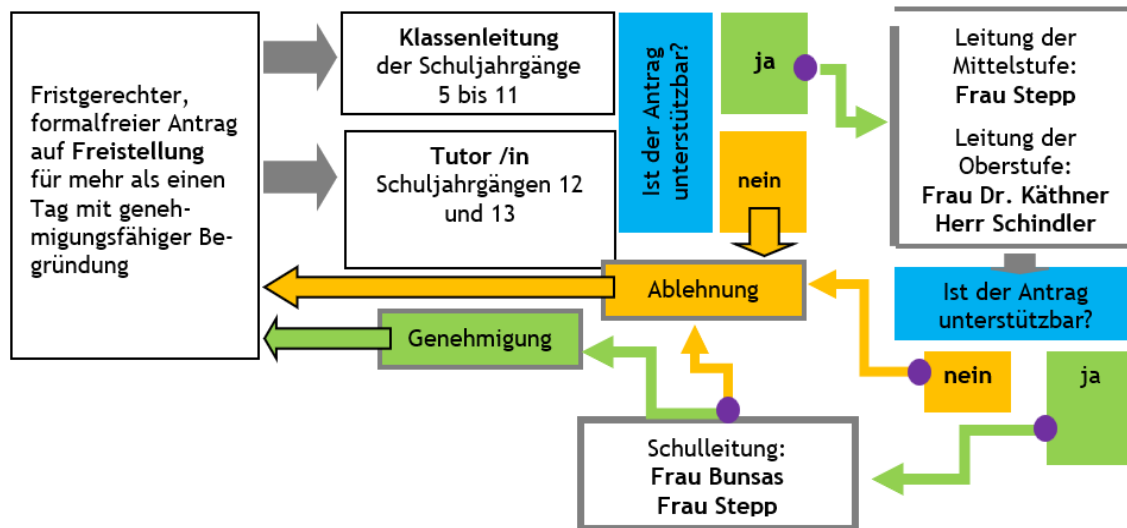 Fristgerechter,
formalfreier Antrag
auf Freistellung
für mehr als einen
Tag mit geneh-
migungsfähiger Be-
gründung
Klassenleitung
der Schuljahrgänge
5 bis 11
Tutor /in
Schuljahrgängen 12
und 13
Ist der Antrag
unterstützbar?
ja
nein
Leitung der
Mittelstufe:
Frau Stepp
Leitung der
Oberstufe:
Frau Dr. Käthner
Herr Schindler
Ist der Antrag
unterstützbar?
nein
ja
Ablehnung
Genehmigung
Schulleitung:
Frau Bunsas
Frau Stepp